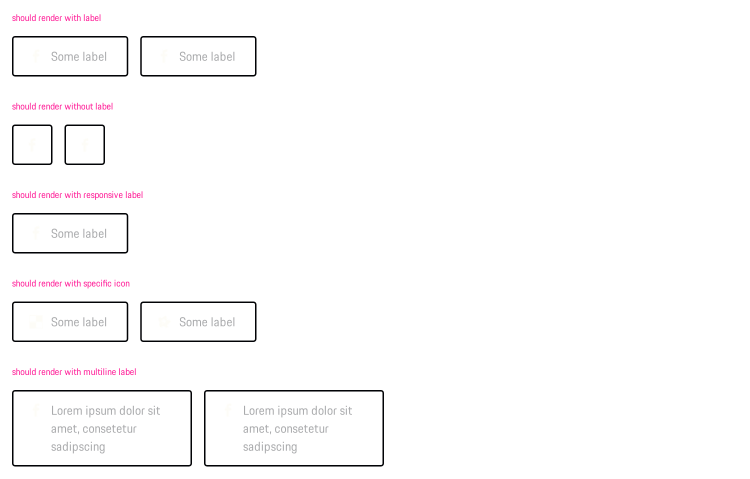 should render with label
Some label
Some label
should render without label
should render with responsive label
Some label
should render with specific icon
Some label
Some label
should render with multiline label
Lorem ipsum dolor sit
amet, consetetur
sadipscing
Lorem ipsum dolor sit
amet, consetetur
sadipscing